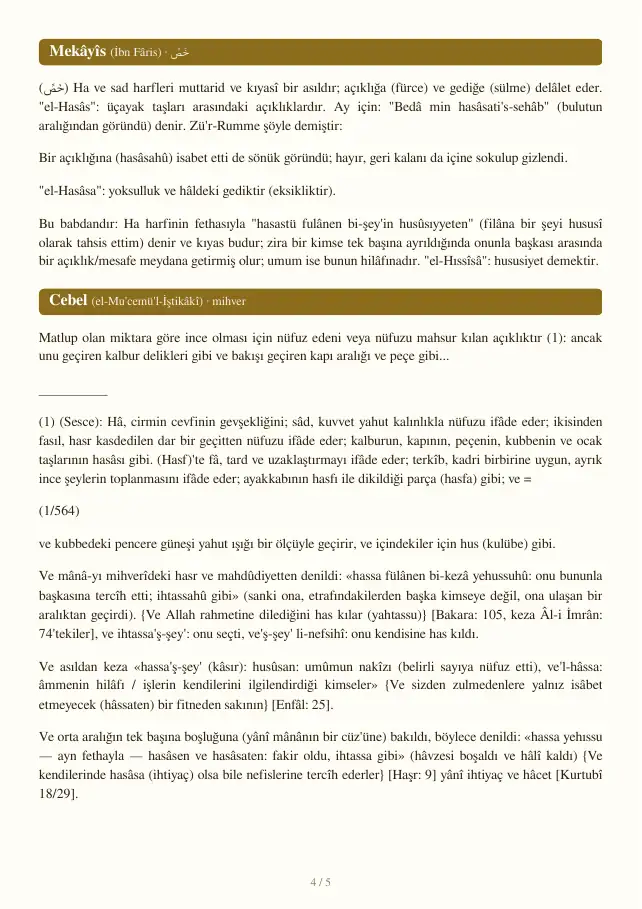 Mekâyîs (İbn Fâris) · خَصَّ
(خَصَّ) Ha ve sad harfleri muttarid ve kıyasî bir asıldır; açıklığa (fürce) ve gediğe (sülme) delâlet eder.
"el-Hasâs": üçayak taşları arasındaki açıklıklardır. Ay için: "Bedâ min hasâsati's-sehâb" (bulutun
aralığından göründü) denir. Zü'r-Rumme şöyle demiştir:
Bir açıklığına (hasâsahû) isabet etti de sönük göründü; hayır, geri kalanı da içine sokulup gizlendi.
"el-Hasâsa": yoksulluk ve hâldeki gediktir (eksikliktir).
Bu babdandır: Ha harfinin fethasıyla "hasastü fulânen bi-şey'in husûsıyyeten" (filâna bir şeyi hususî
olarak tahsis ettim) denir ve kıyas budur; zira bir kimse tek başına ayrıldığında onunla başkası arasında
bir açıklık/mesafe meydana getirmiş olur; umum ise bunun hilâfınadır. "el-Hıssîsâ": hususiyet demektir.
Cebel (el-Mu'cemü'l-İştikâkî) · mihver
Matlup olan miktara göre ince olması için nüfuz edeni veya nüfuzu mahsur kılan açıklıktır (1): ancak
unu geçiren kalbur delikleri gibi ve bakışı geçiren kapı aralığı ve peçe gibi...
(1) (Sesce): Hâ, cirmin cevfinin gevşekliğini; sâd, kuvvet yahut kalınlıkla nüfuzu ifâde eder; ikisinden
fasıl, hasr kasdedilen dar bir geçitten nüfuzu ifâde eder; kalburun, kapının, peçenin, kubbenin ve ocak
taşlarının hasâsı gibi. (Hasf)'te fâ, tard ve uzaklaştırmayı ifâde eder; terkîb, kadri birbirine uygun, ayrık
ince şeylerin toplanmasını ifâde eder; ayakkabının hasfı ile dikildiği parça (hasfa) gibi; ve =
(1/564)
ve kubbedeki pencere güneşi yahut ışığı bir ölçüyle geçirir, ve içindekiler için hus (kulübe) gibi.
Ve mânâ-yı mihverîdeki hasr ve mahdûdiyetten denildi: «hassa fülânen bi-kezâ yehussuhû: onu bununla
başkasına tercîh etti; ihtassahû gibi» (sanki ona, etrafındakilerden başka kimseye değil, ona ulaşan bir
aralıktan geçirdi). {Ve Allah rahmetine dilediğini has kılar (yahtassu)} [Bakara: 105, keza Âl-i İmrân:
74'tekiler], ve ihtassa'ş-şey': onu seçti, ve'ş-şey' li-nefsihî: onu kendisine has kıldı.
Ve asıldan keza «hassa'ş-şey' (kâsır): husûsan: umûmun nakîzı (belirli sayıya nüfuz etti), ve'l-hâssa:
âmmenin hilâfı / işlerin kendilerini ilgilendirdiği kimseler» {Ve sizden zulmedenlere yalnız isâbet
etmeyecek (hâssaten) bir fitneden sakının} [Enfâl: 25].
Ve orta aralığın tek başına boşluğuna (yânî mânânın bir cüz'üne) bakıldı, böylece denildi: «hassa yehıssu
— ayn fethayla — hasâsen ve hasâsaten: fakir oldu, ihtassa gibi» (hâvzesi boşaldı ve hâlî kaldı) {Ve
kendilerinde hasâsa (ihtiyaç) olsa bile nefislerine tercîh ederler} [Haşr: 9] yânî ihtiyaç ve hâcet [Kurtubî
18/29].
4 / 5